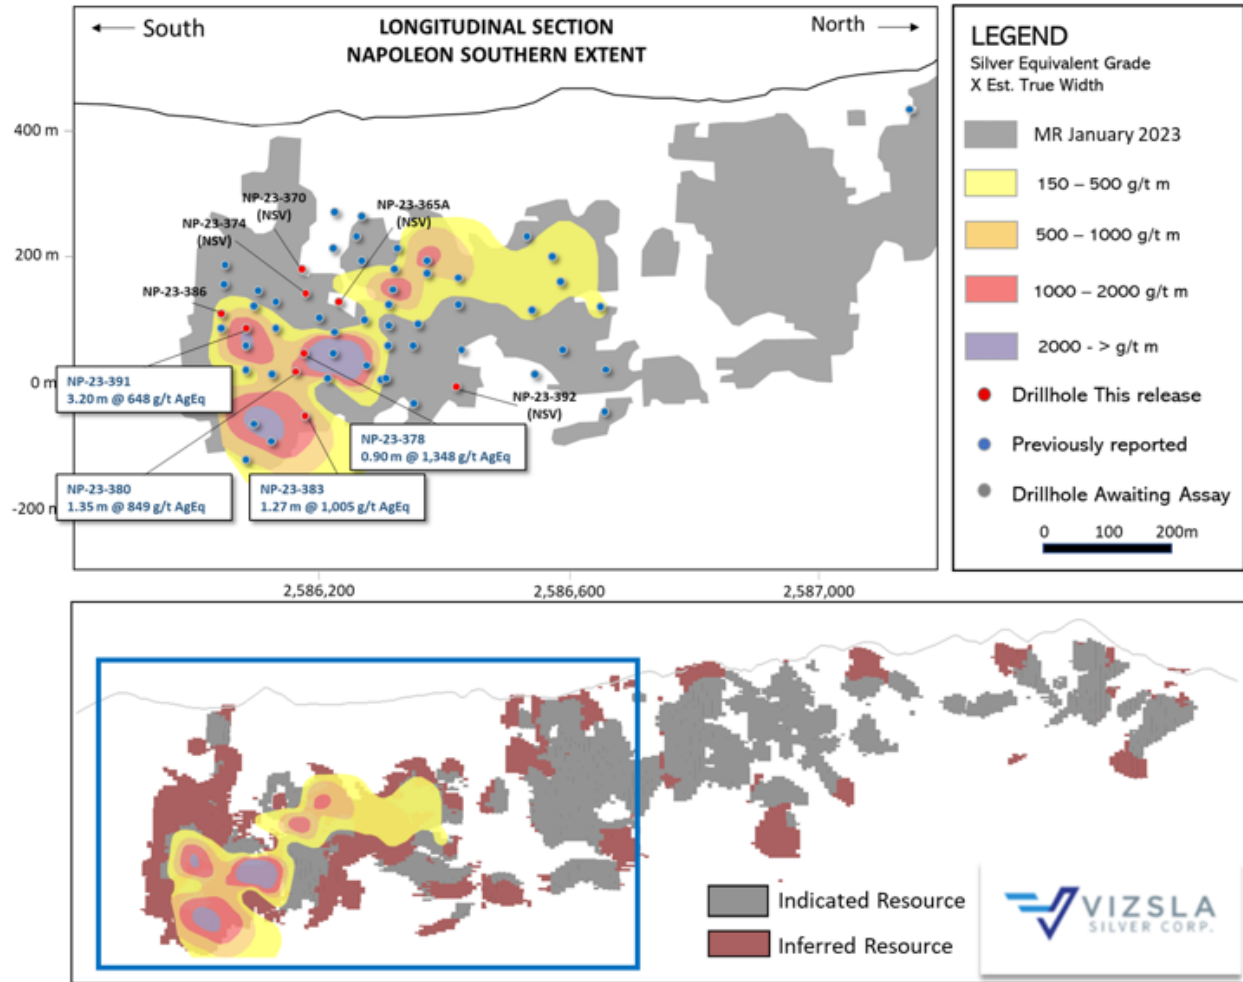 South
LONGITUDINAL SECTION
NAPOLEON SOUTHERN EXTENT
North
400 m
200 m
0 m
-200 m
NP-23-370
(NSV)
NP-23-374
(NSV)
NP-23-365A
(NSV)
NP-23-386
NP-23-391
3.20 m @ 648 g/t AgEq
NP-23-392
(NSV)
NP-23-378
0.90 m @ 1,348 g/t AgEq
NP-23-380
1.35 m @ 849 g/t AgEq
NP-23-383
1.27 m @ 1,005 g/t AgEq
2,586,200
2,586,600
2,587,000
LEGEND
Silver Equivalent Grade
X Est. True Width
MR January 2023
150 – 500 g/t m
500 – 1000 g/t m
1000 – 2000 g/t m
2000 - > g/t m
Drillhole This release
Previously reported
Drillhole Awaiting Assay
0 100 200m
Indicated Resource
Inferred Resource
VIZSLA
SILVER CORP.